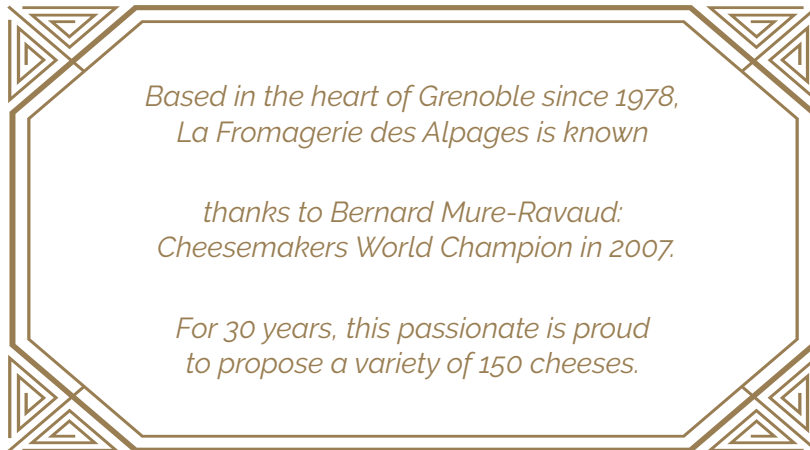 Based in the heart of Grenoble since 1978,
La Fromagerie des Alpages is known
thanks to Bernard Mure-Ravaud:
Cheesemakers World Champion in 2007.
For 30 years, this passionate is proud
to propose a variety of 150 cheeses.